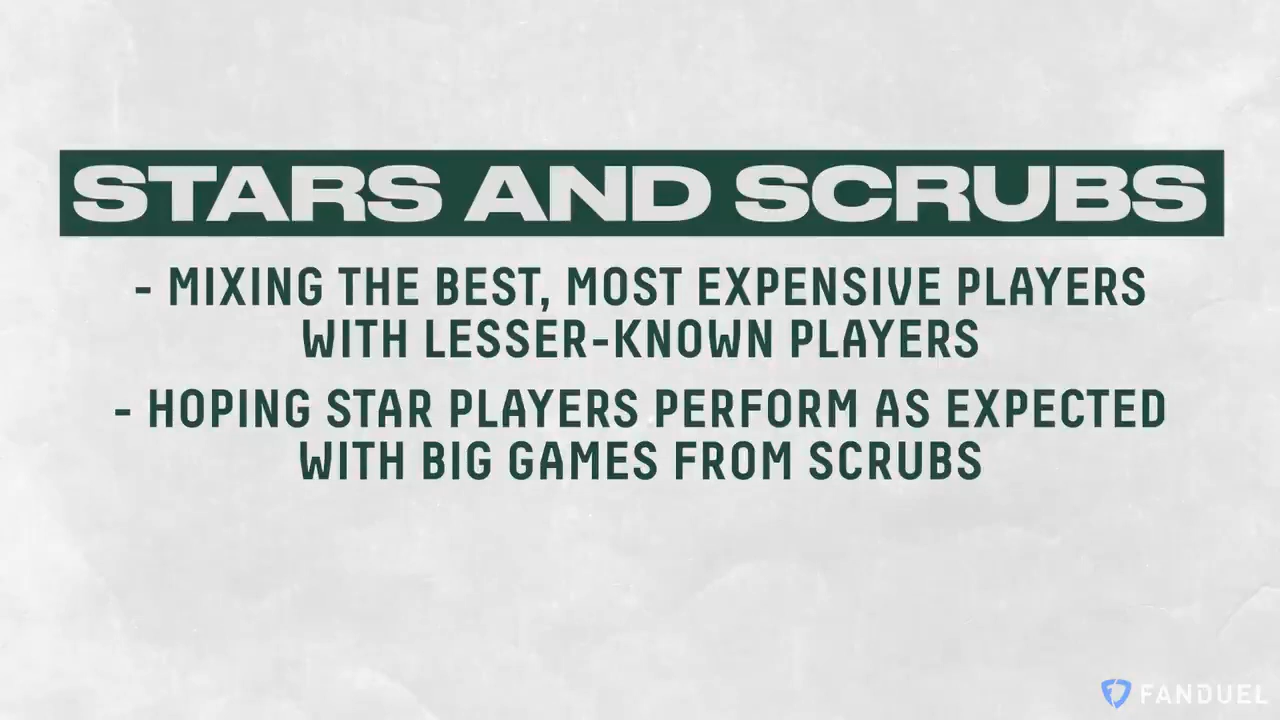 STARS AND SCRUBS
- MIXING THE BEST, MOST EXPENSIVE PLAYERS
WITH LESSER-KNOWN PLAYERS
- HOPING STAR PLAYERS PERFORM AS EXPECTED
WITH BIG GAMES FROM SCRUBS
FANDUEL